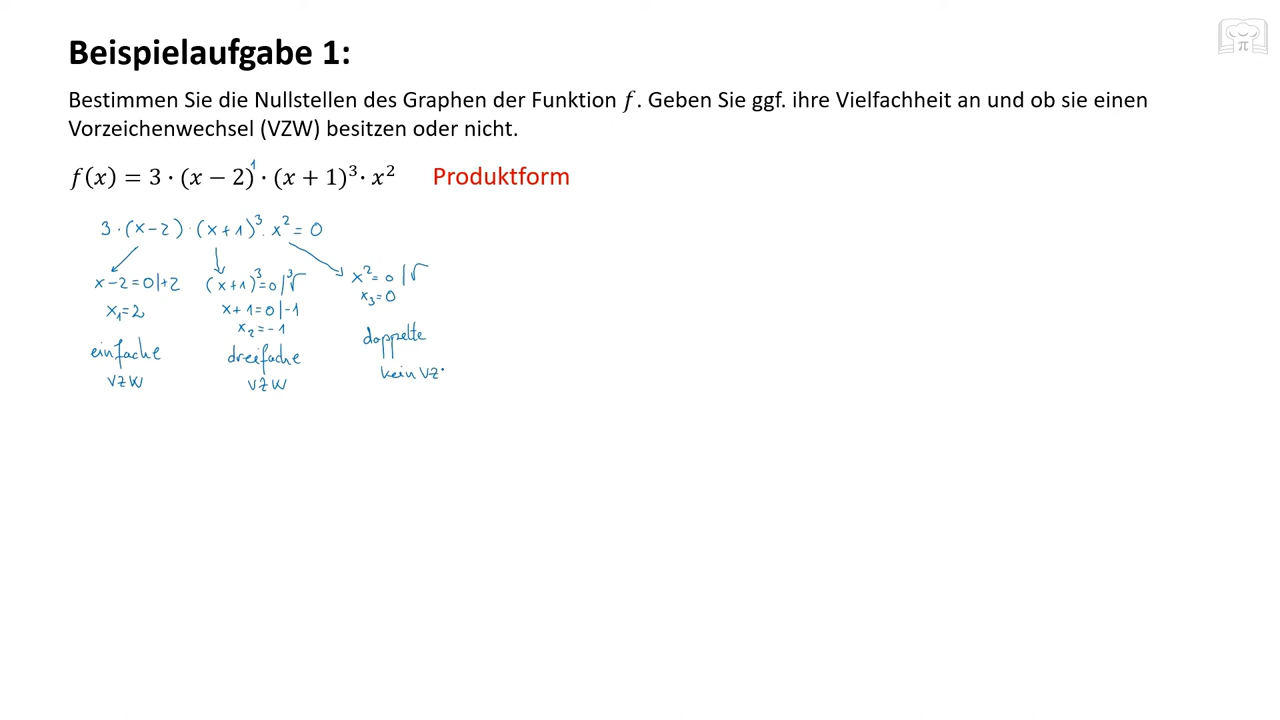 Beispielaufgabe 1:
Bestimmen Sie die Nullstellen des Graphen der Funktion f. Geben Sie ggf. ihre Vielfachheit an und ob sie einen
Vorzeichenwechsel (VZW) besitzen oder nicht.
f(x) = 3 · (x − 2)¹ · (x + 1)³ · x² Produktform
3 · (x−2) · (x+1)³ · x² = 0
x−2=0 |+2 (x+1)³=0 |³√ x²=0 |√
x₁=2 x+1=0 |−1 x₃=0
x₂=−1
einfache dreifache doppelte
VZW VZW kein VZ
π